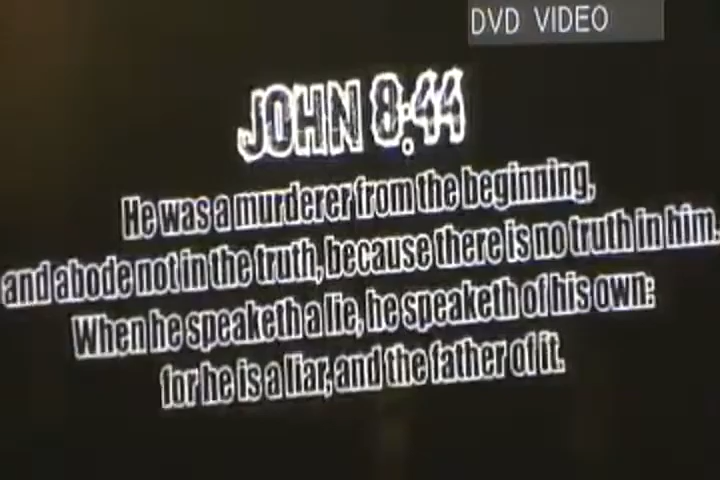 DVD VIDEO
JOHN 8:44
He was a murderer from the beginning,
and abode not in the truth, because there is no truth in him.
When he speaketh a lie, he speaketh of his own:
for he is a liar, and the father of it.